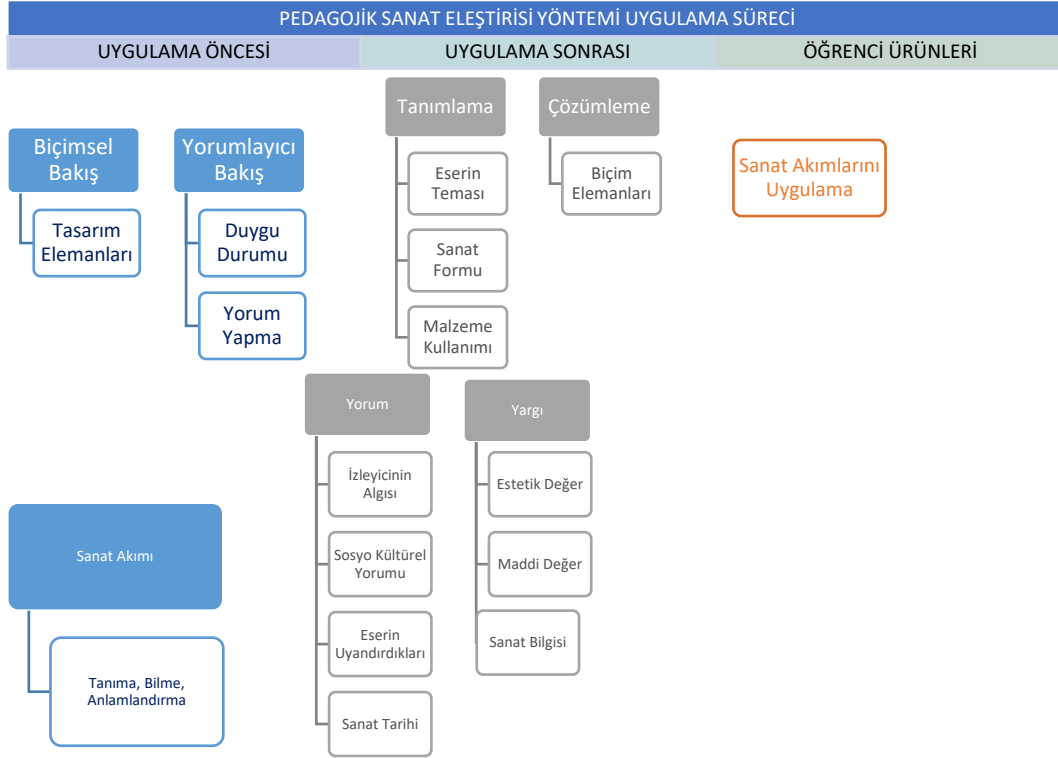 PEDAGOJİK SANAT ELEŞTİRİSİ YÖNTEMİ UYGULAMA SÜRECİ
UYGULAMA ÖNCESİ
UYGULAMA SONRASI
ÖĞRENCİ ÜRÜNLERİ
Biçimsel
Bakış
Tasarım
Elemanları
Yorumlayıcı
Bakış
Duygu
Durumu
Yorum
Yapma
Sanat Akımı
Tanıma, Bilme,
Anlamlandırma
Tanımlama
Eserin
Teması
Sanat
Formu
Malzeme
Kullanımı
Çözümleme
Biçim
Elemanları
Yorum
İzleyicinin
Algısı
Sosyo Kültürel
Yorumu
Eserin
Uyandırdıkları
Sanat Tarihi
Yargı
Estetik Değer
Maddi Değer
Sanat Bilgisi
Sanat Akımlarını
Uygulama